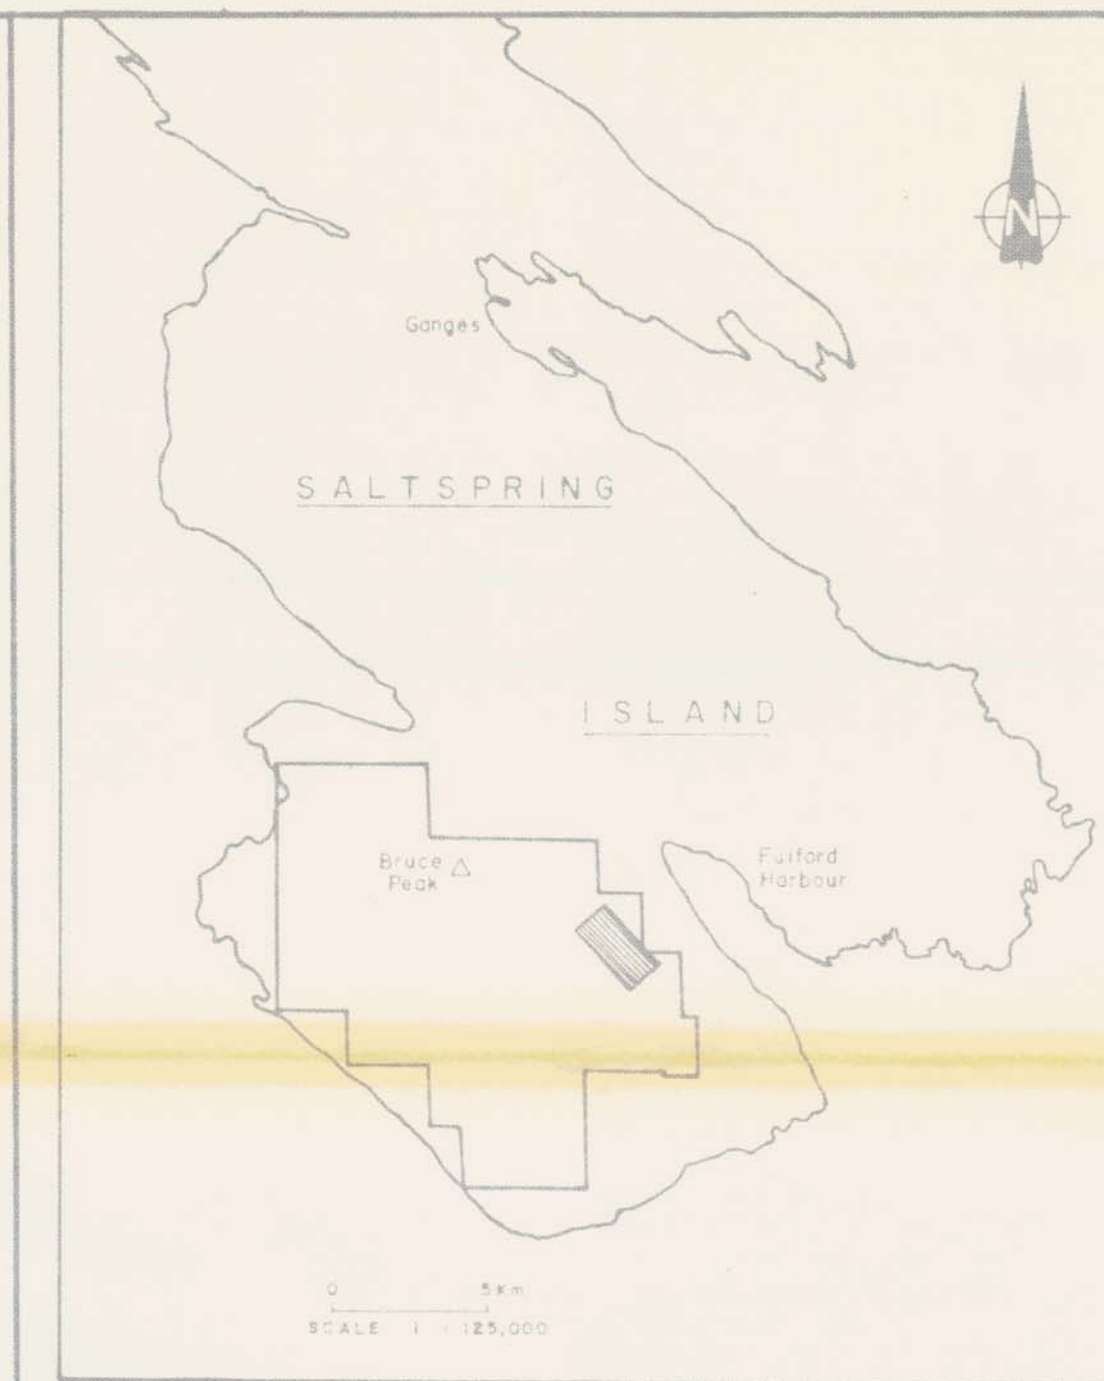 N
Ganges
SALTSPRING
ISLAND
Bruce
Peak
Fulford
Harbour
0 5 Km
SCALE 1 : 125,000